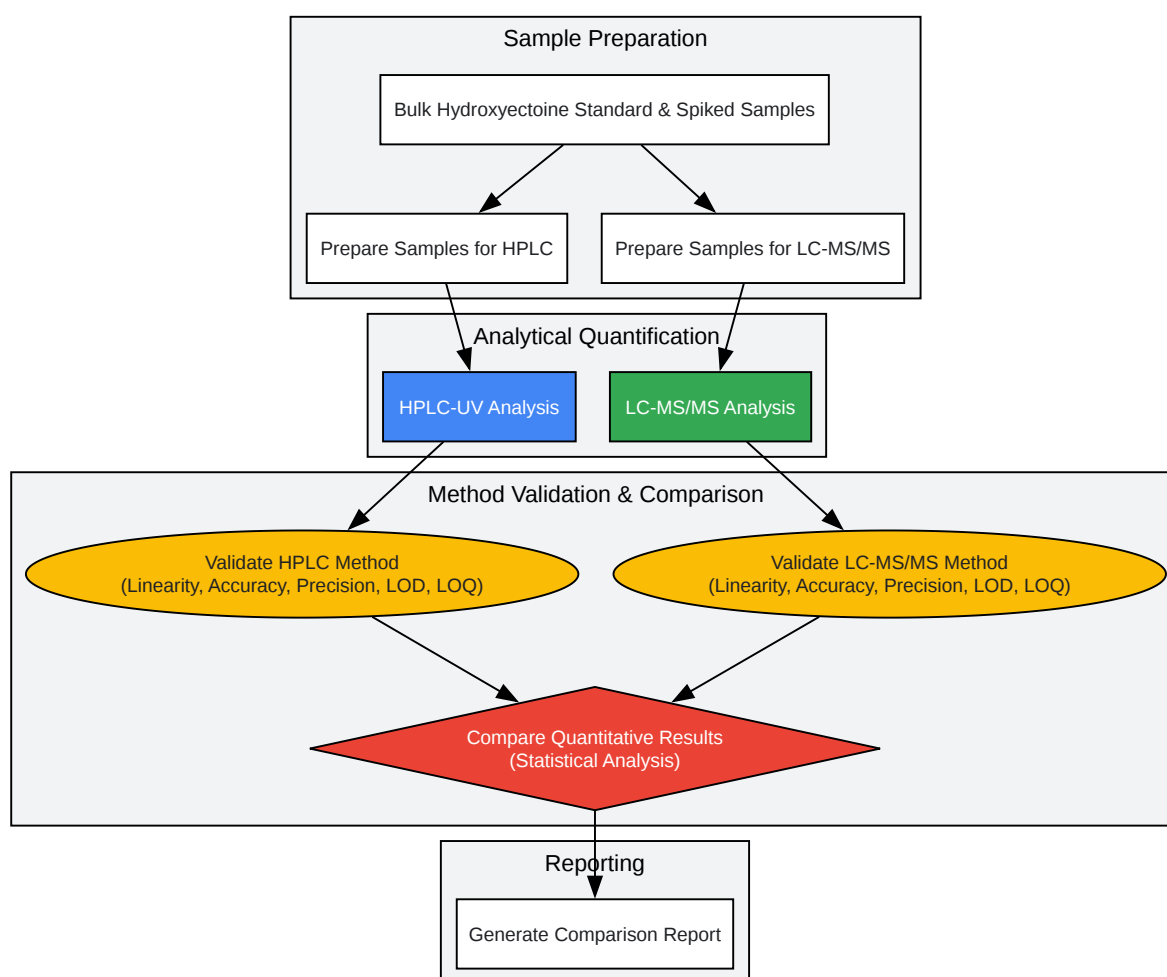 Sample Preparation
Bulk Hydroxyectoine Standard & Spiked Samples
Prepare Samples for HPLC
Prepare Samples for LC-MS/MS
Analytical Quantification
HPLC-UV Analysis
LC-MS/MS Analysis
Method Validation & Comparison
Validate HPLC Method
(Linearity, Accuracy, Precision, LOD, LOQ)
Validate LC-MS/MS Method
(Linearity, Accuracy, Precision, LOD, LOQ)
Compare Quantitative Results
(Statistical Analysis)
Reporting
Generate Comparison Report